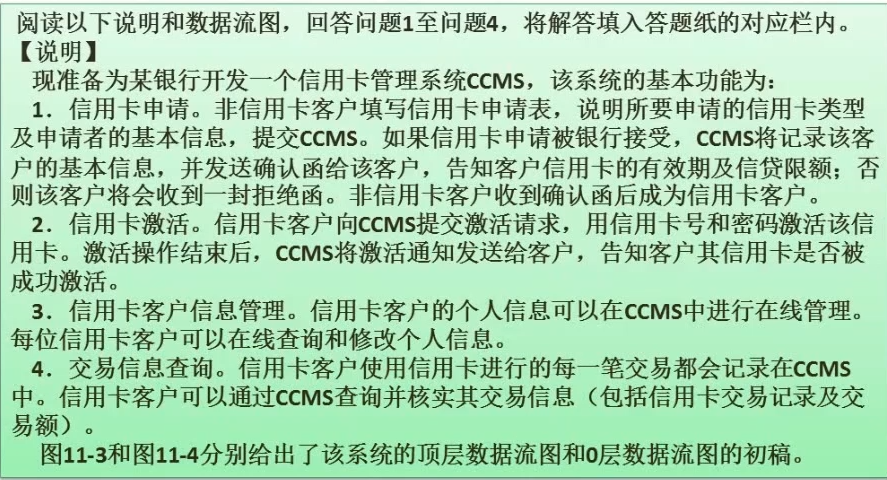 阅读以下说明和数据流图，回答问题1至问题4，将解答填入答题纸的对应栏内。
【说明】
现准备为某银行开发一个信用卡管理系统CCMS，该系统的基本功能为：
1．信用卡申请。非信用卡客户填写信用卡申请表，说明所要申请的信用卡类型
及申请者的基本信息，提交CCMS。如果信用卡申请被银行接受，CCMS将记录该客
户的基本信息，并发送确认函给该客户，告知客户信用卡的有效期及信贷限额；否
则该客户将会收到一封拒绝函。非信用卡客户收到确认函后成为信用卡客户。
2．信用卡激活。信用卡客户向CCMS提交激活请求，用信用卡号和密码激活该信
用卡。激活操作结束后，CCMS将激活通知发送给客户，告知客户其信用卡是否被
成功激活。
3．信用卡客户信息管理。信用卡客户的个人信息可以在CCMS中进行在线管理。
每位信用卡客户可以在线查询和修改个人信息。
4．交易信息查询。信用卡客户使用信用卡进行的每一笔交易都会记录在CCMS
中。信用卡客户可以通过CCMS查询并核实其交易信息（包括信用卡交易记录及交
易额）。
图11-3和图11-4分别给出了该系统的顶层数据流图和0层数据流图的初稿。